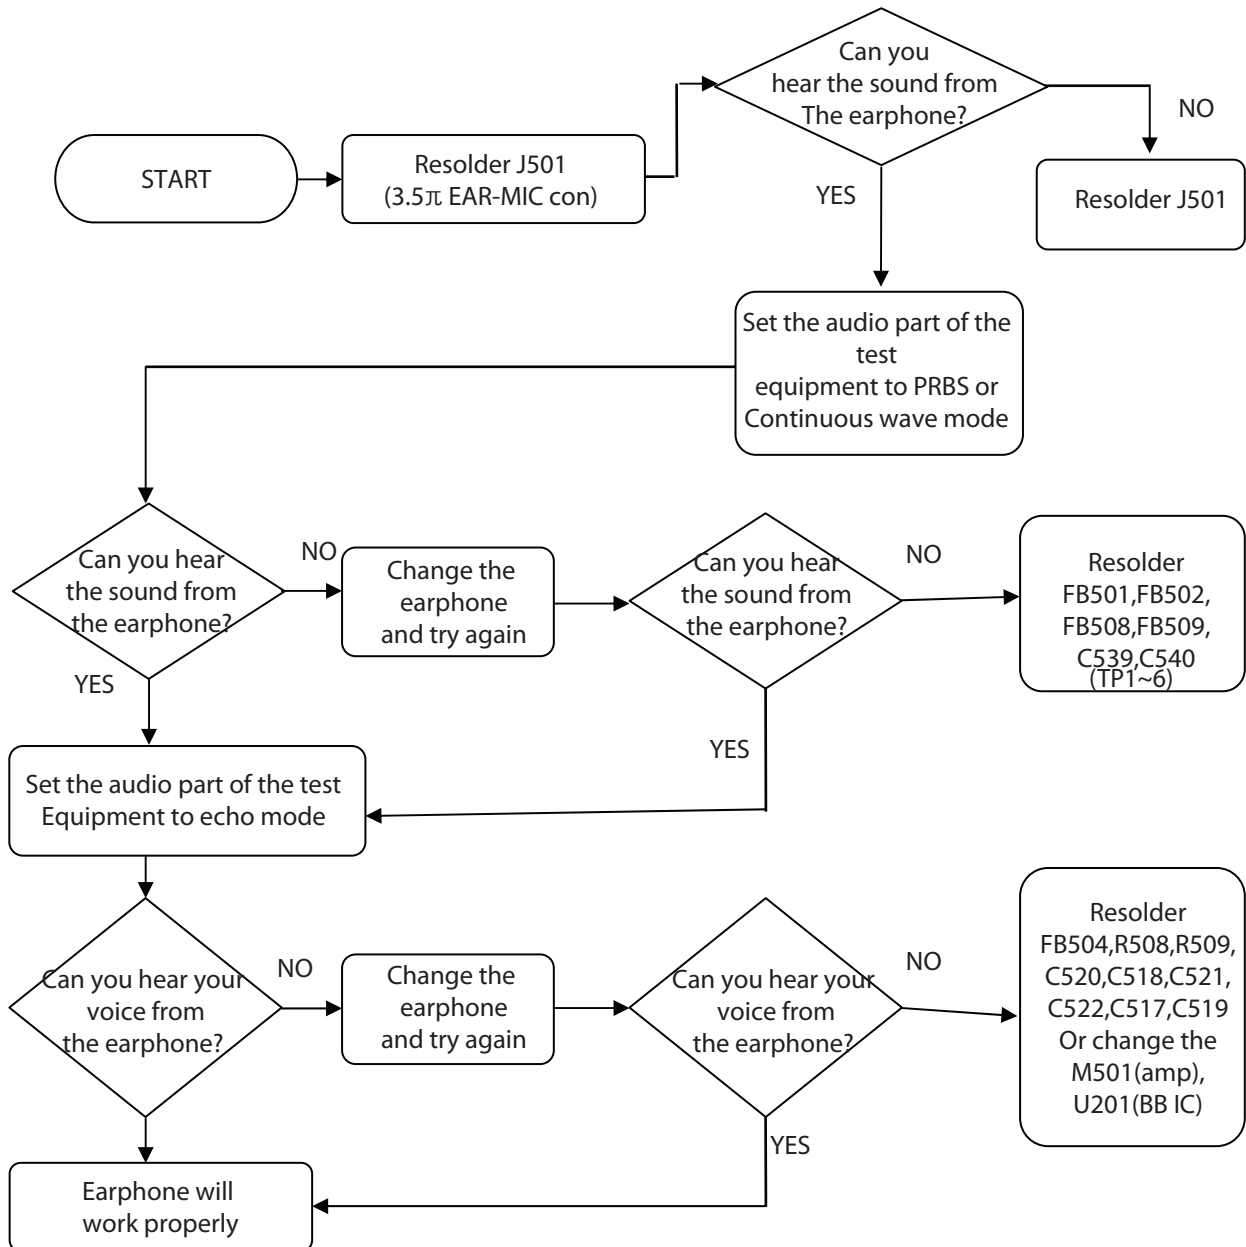 Can you
hear the sound from
The earphone?
NO
START
Resolder J501
(3.5π EAR-MIC con)
YES
Resolder J501
Set the audio part of the
test
equipment to PRBS or
Continuous wave mode
Can you hear
the sound from
the earphone?
NO
Change the
earphone
and try again
Can you hear
the sound from
the earphone?
NO
Resolder
FB501,FB502,
FB508,FB509,
C539,C540
(TP1~6)
YES
YES
Set the audio part of the test
Equipment to echo mode
Can you hear your
voice from
the earphone?
NO
Change the
earphone
and try again
Can you hear your
voice from
the earphone?
NO
Resolder
FB504,R508,R509,
C520,C518,C521,
C522,C517,C519
Or change the
M501(amp),
U201(BB IC)
YES
Earphone will
work properly